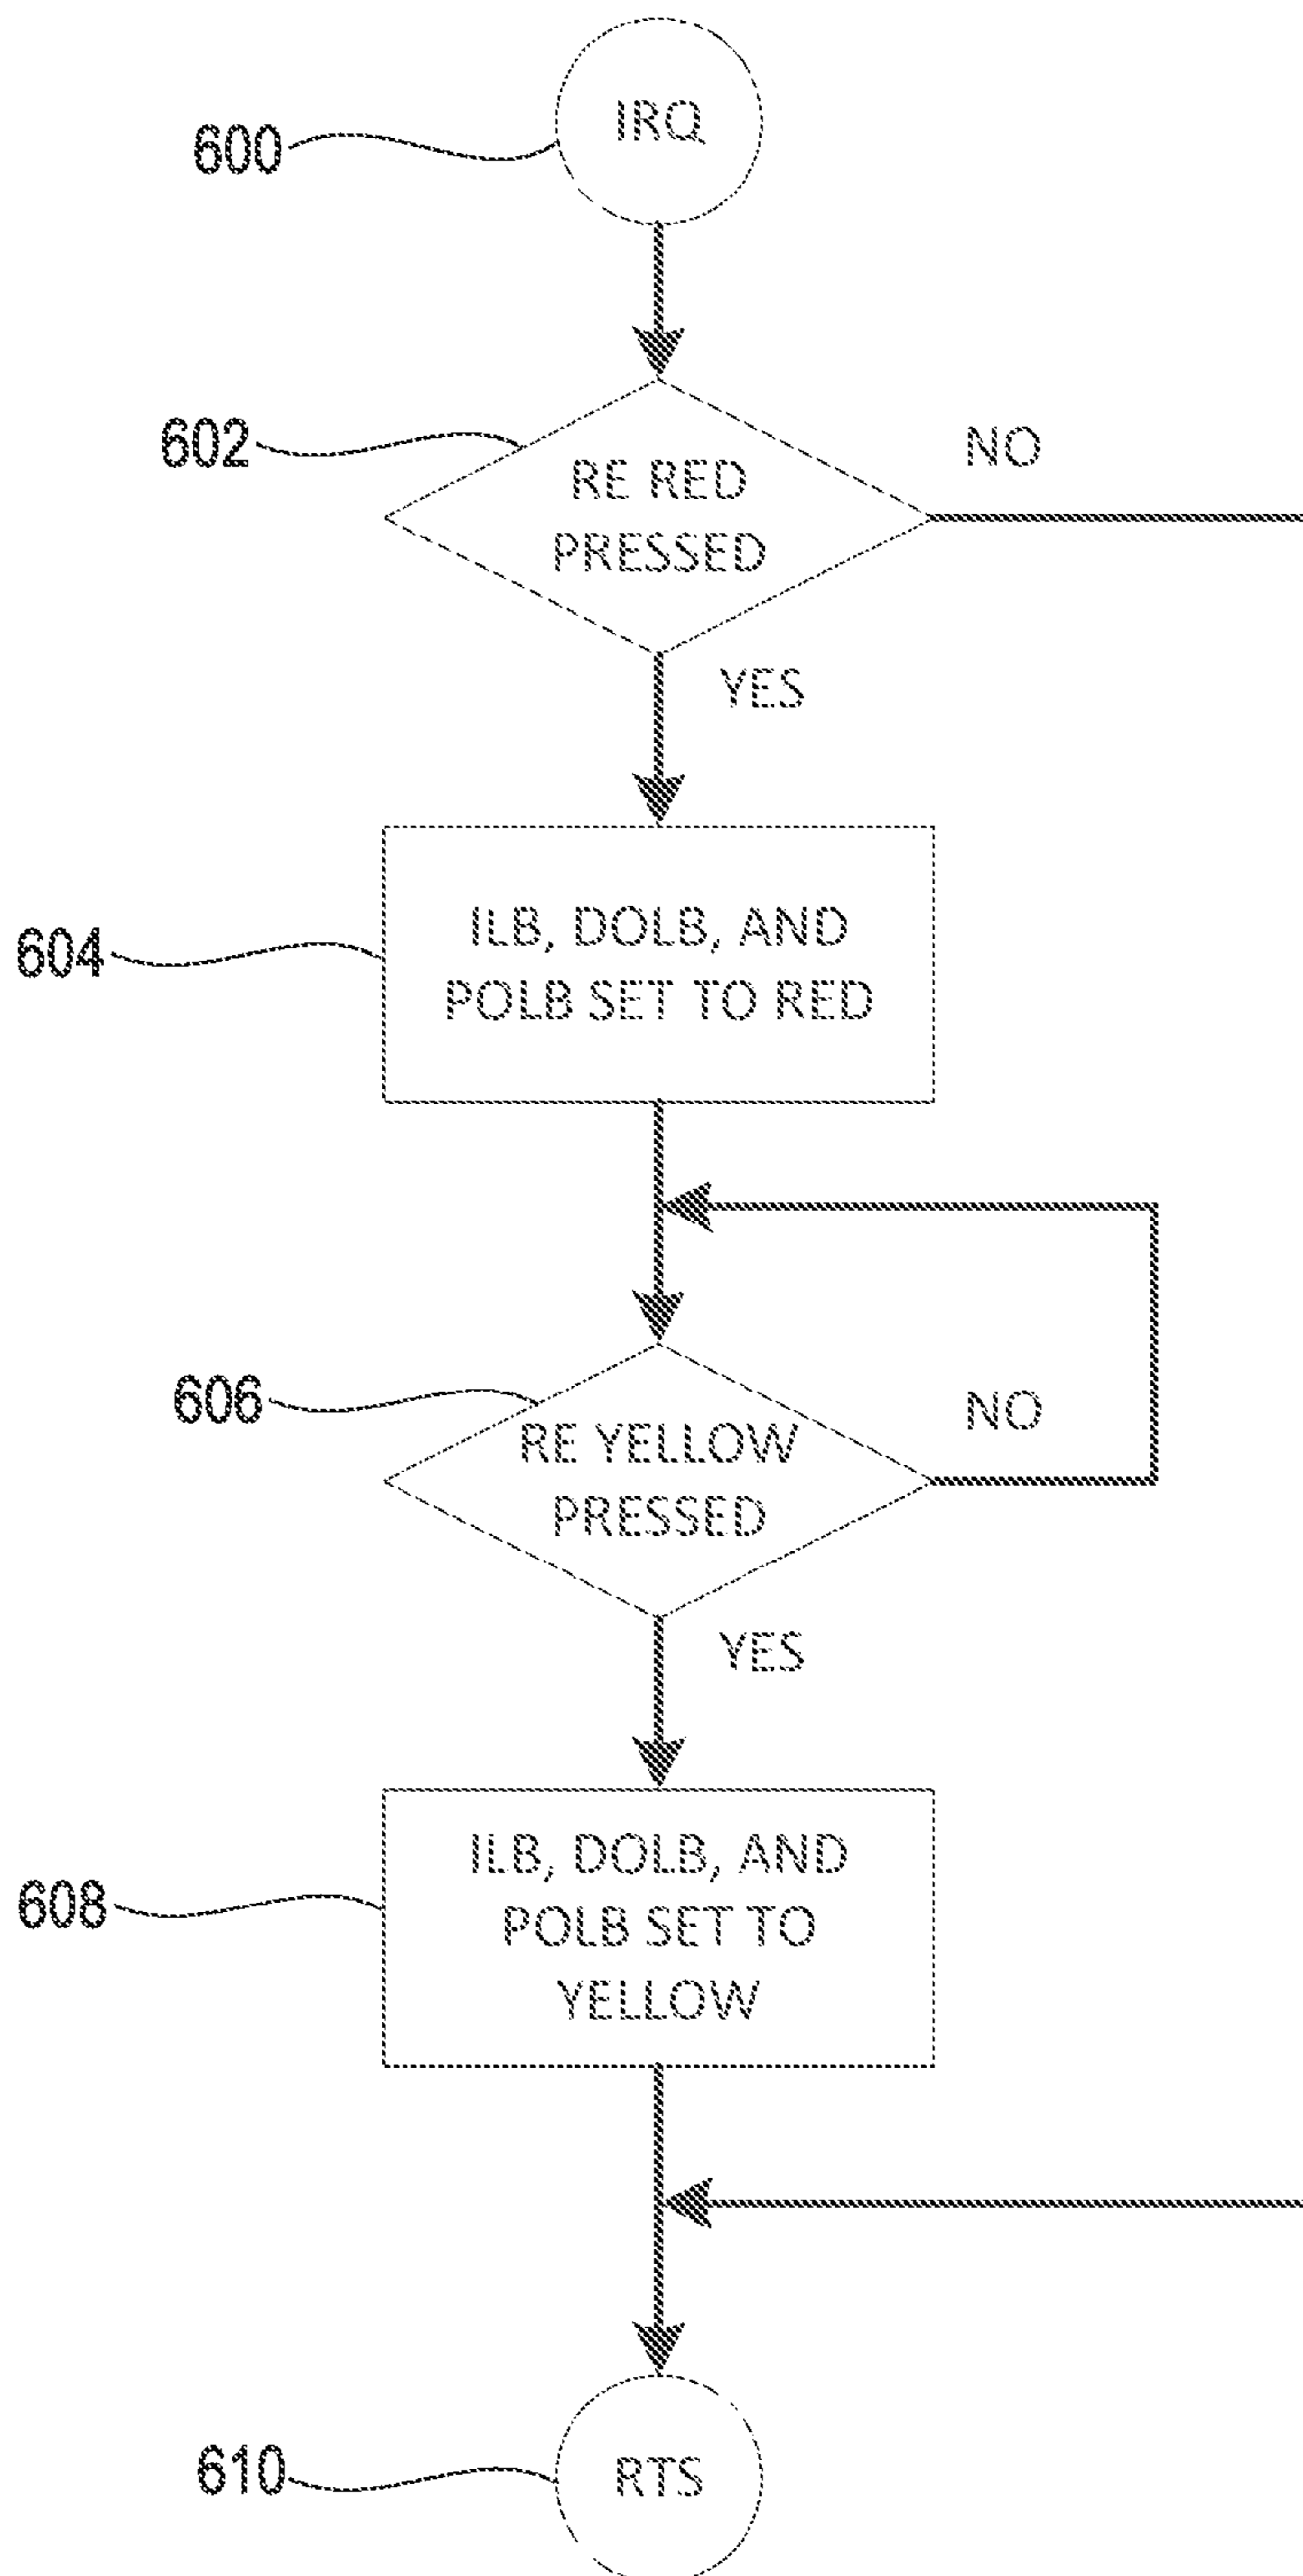 600
IRQ
602
RE RED
PRESSED
NO
YES
604
ILB, DOLB, AND
POLB SET TO RED
606
RE YELLOW
PRESSED
NO
YES
608
ILB, DOLB, AND
POLB SET TO
YELLOW
610
RTS